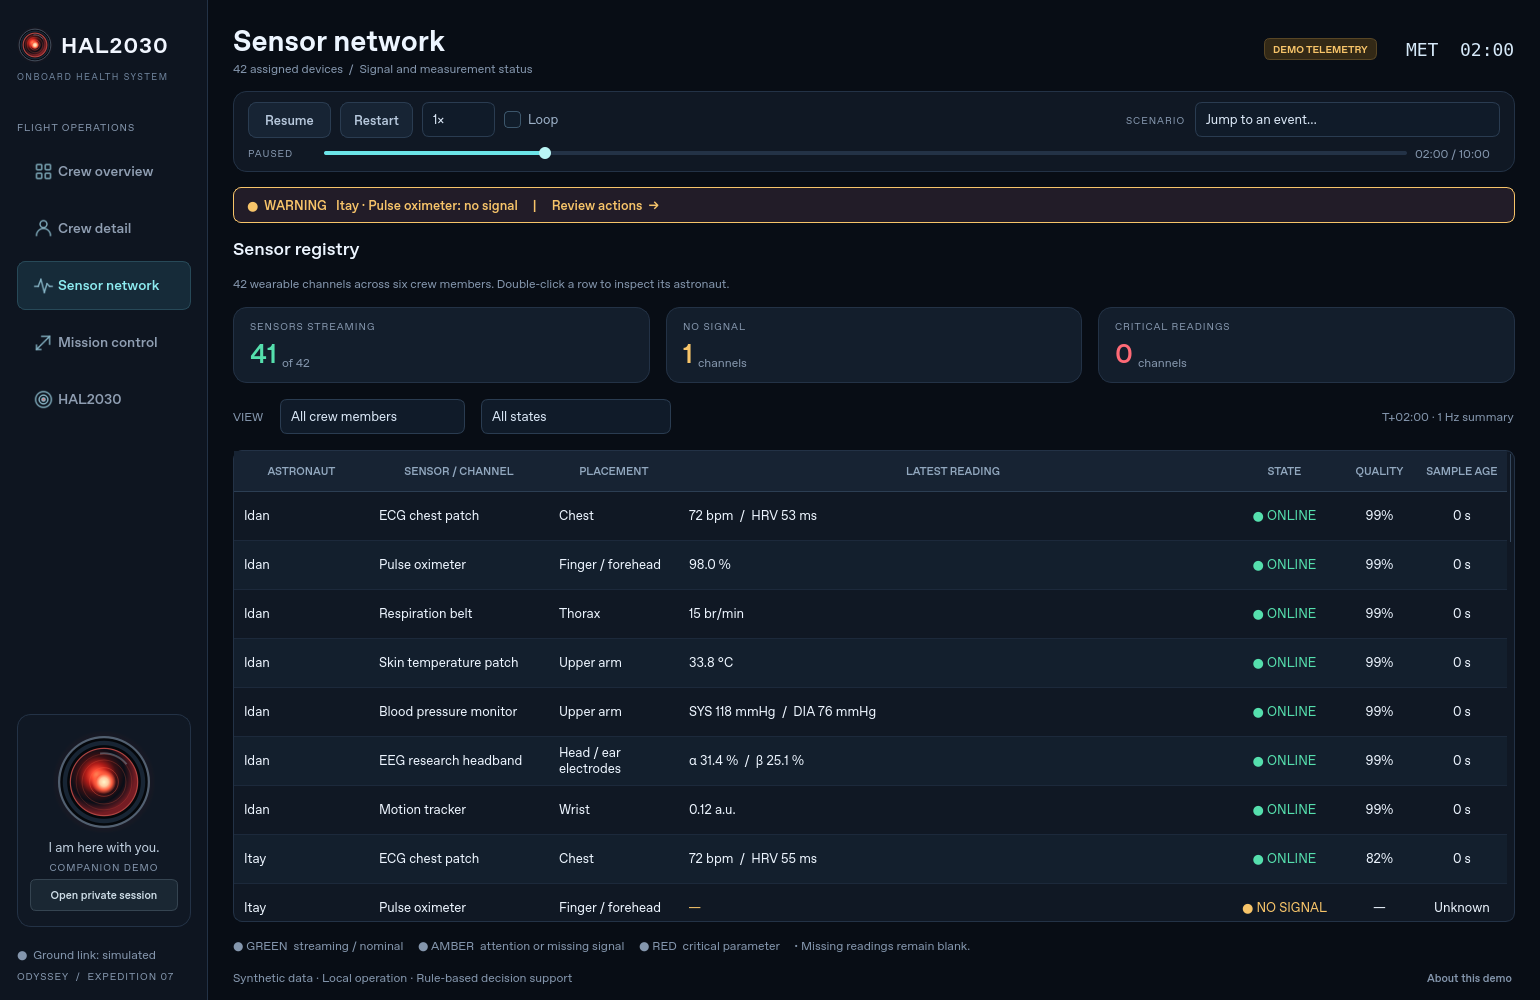 HAL2030
ONBOARD HEALTH SYSTEM
FLIGHT OPERATIONS
Crew overview
Crew detail
Sensor network
Mission control
HAL2030
I am here with you.
COMPANION DEMO
Open private session
Ground link: simulated
ODYSSEY / EXPEDITION 07
Sensor network
42 assigned devices / Signal and measurement status
DEMO TELEMETRY
MET 02:00
Resume
Restart
1×
Loop
SCENARIO
Jump to an event...
PAUSED
02:00 / 10:00
WARNING Itay · Pulse oximeter: no signal | Review actions →
Sensor registry
42 wearable channels across six crew members. Double-click a row to inspect its astronaut.
SENSORS STREAMING
41 of 42
NO SIGNAL
1 channels
CRITICAL READINGS
0 channels
VIEW
All crew members
All states
T+02:00 · 1 Hz summary
ASTRONAUT SENSOR / CHANNEL PLACEMENT LATEST READING STATE QUALITY SAMPLE AGE
Idan ECG chest patch Chest 72 bpm / HRV 53 ms ONLINE 99% 0 s
Idan Pulse oximeter Finger / forehead 98.0 % ONLINE 99% 0 s
Idan Respiration belt Thorax 15 br/min ONLINE 99% 0 s
Idan Skin temperature patch Upper arm 33.8 °C ONLINE 99% 0 s
Idan Blood pressure monitor Upper arm SYS 118 mmHg / DIA 76 mmHg ONLINE 99% 0 s
Idan EEG research headband Head / ear electrodes α 31.4 % / β 25.1 % ONLINE 99% 0 s
Idan Motion tracker Wrist 0.12 a.u. ONLINE 99% 0 s
Itay ECG chest patch Chest 72 bpm / HRV 55 ms ONLINE 82% 0 s
Itay Pulse oximeter Finger / forehead — NO SIGNAL — Unknown
GREEN streaming / nominal AMBER attention or missing signal RED critical parameter · Missing readings remain blank.
Synthetic data · Local operation · Rule-based decision support
About this demo